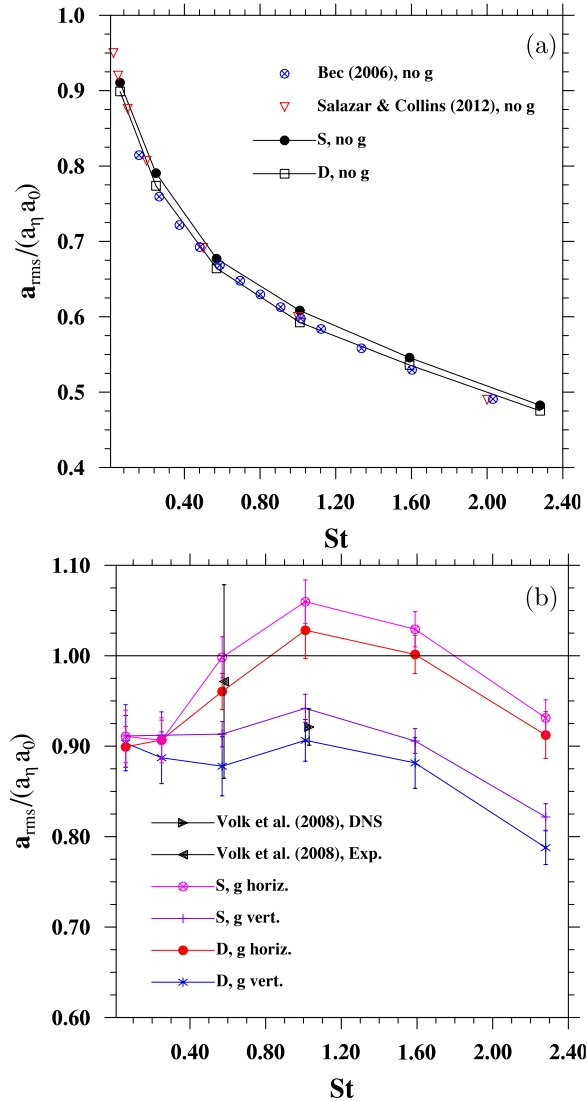 1.0
(a)
Bec (2006), no g
0.9
Salazar & Collins (2012), no g
S, no g
0.8
D, no g
a_rms/(a_η a_0)
0.7
0.6
0.5
0.4
0.40 0.80 1.20 1.60 2.00 2.40
St
1.10
(b)
1.00
a_rms/(a_η a_0)
0.90
0.80
Volk et al. (2008), DNS
Volk et al. (2008), Exp.
S, g horiz.
0.70
S, g vert.
D, g horiz.
D, g vert.
0.60
0.40 0.80 1.20 1.60 2.00 2.40
St